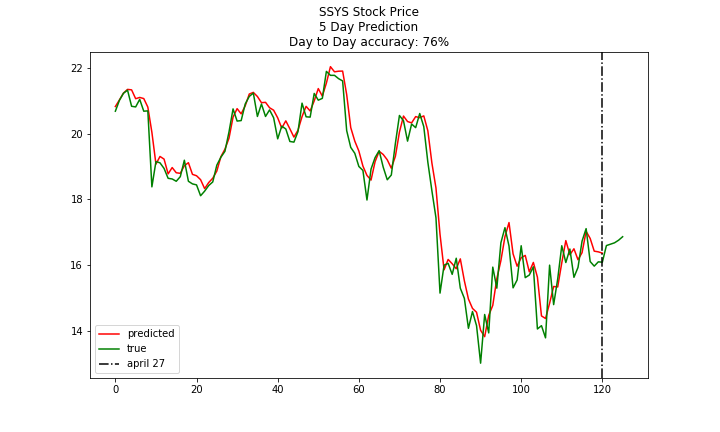 SSYS Stock Price
5 Day Prediction
Day to Day accuracy: 76%
22
20
18
16
14
predicted
true
april 27
0 20 40 60 80 100 120